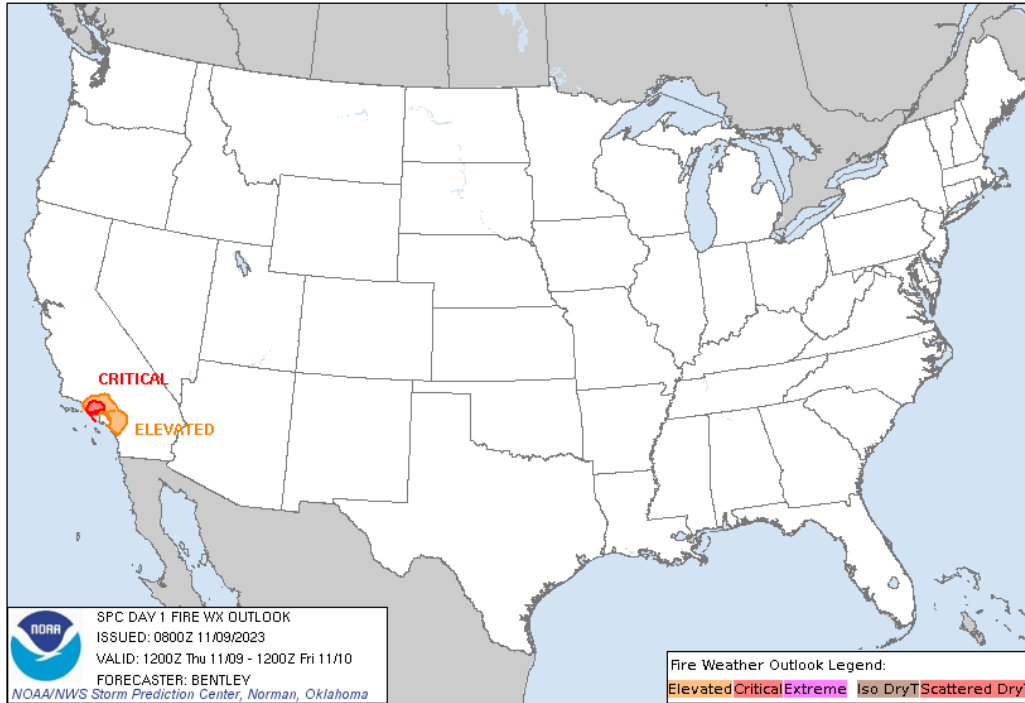 CRITICAL
ELEVATED
NOAA
SPC DAY 1 FIRE WX OUTLOOK
ISSUED: 0800Z 11/09/2023
VALID: 1200Z Thu 11/09 - 1200Z Fri 11/10
FORECASTER: BENTLEY
NOAA/NWS Storm Prediction Center, Norman, Oklahoma
Fire Weather Outlook Legend:
Elevated Critical Extreme Iso DryT Scattered DryT